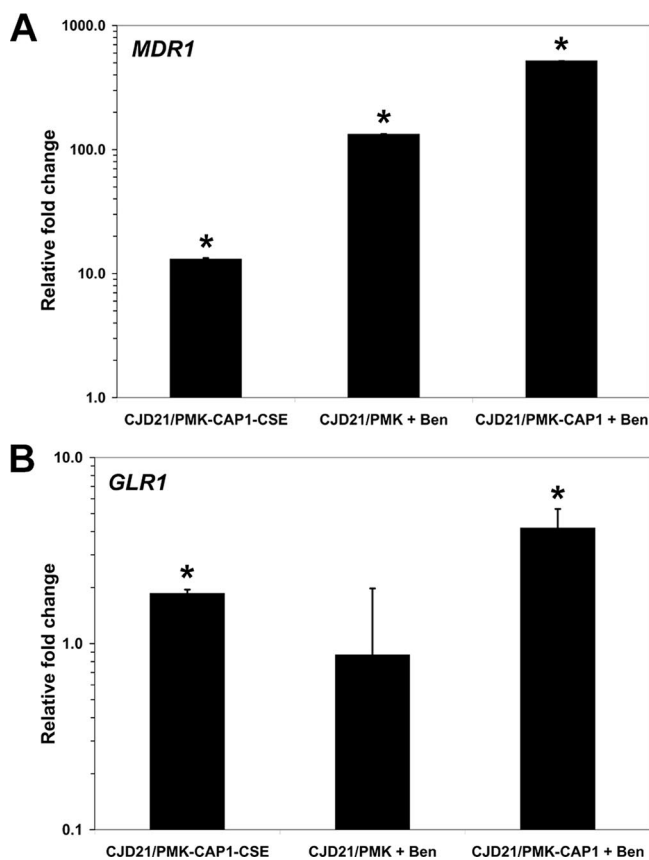 A
MDR1
Relative fold change
1000.0
100.0
10.0
1.0
*
*
*
CJD21/PMK-CAP1-CSE CJD21/PMK + Ben CJD21/PMK-CAP1 + Ben
B
GLR1
Relative fold change
10.0
1.0
0.1
*
*
CJD21/PMK-CAP1-CSE CJD21/PMK + Ben CJD21/PMK-CAP1 + Ben